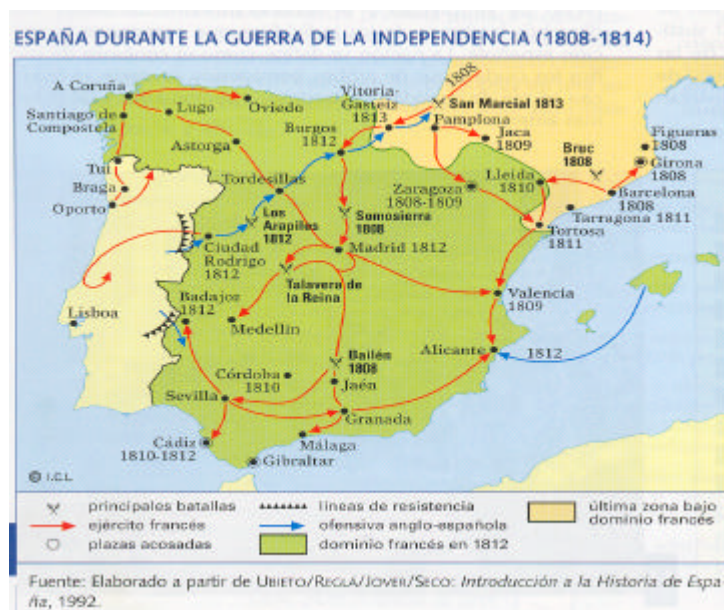 ESPAÑA DURANTE LA GUERRA DE LA INDEPENDENCIA (1808-1814)
A Coruña
Lugo
Oviedo
Santiago de
Compostela
Astorga
Tui
Braga
Oporto
Tordesillas
Burgos
1812
Vitoria-
Gasteiz
1813
1808
San Marcial 1813
Pamplona
Jaca
1809
Bruc
1808
Figueras
1808
Girona
1808
Zaragoza
1808-1809
Lleida
1810
Barcelona
1808
Tarragona 1811
Tortosa
1811
Los
Arapiles
1812
Somosierra
1808
Ciudad
Rodrigo
1812
Madrid 1812
Talavera de
la Reina
Lisboa
Badajoz
1812
Medellín
Valencia
1809
Córdoba
1810
Bailén
1808
Alicante
1812
Jaén
Sevilla
Granada
Cádiz
1810-1812
Málaga
Gibraltar
© I.C.L.
principales batallas
ejército francés
plazas acosadas
líneas de resistencia
ofensiva anglo-española
dominio francés en 1812
última zona bajo
dominio francés
Fuente: Elaborado a partir de UBIETO/REGLA/JOVER/SECO: Introducción a la Historia de Espa-
ña, 1992.